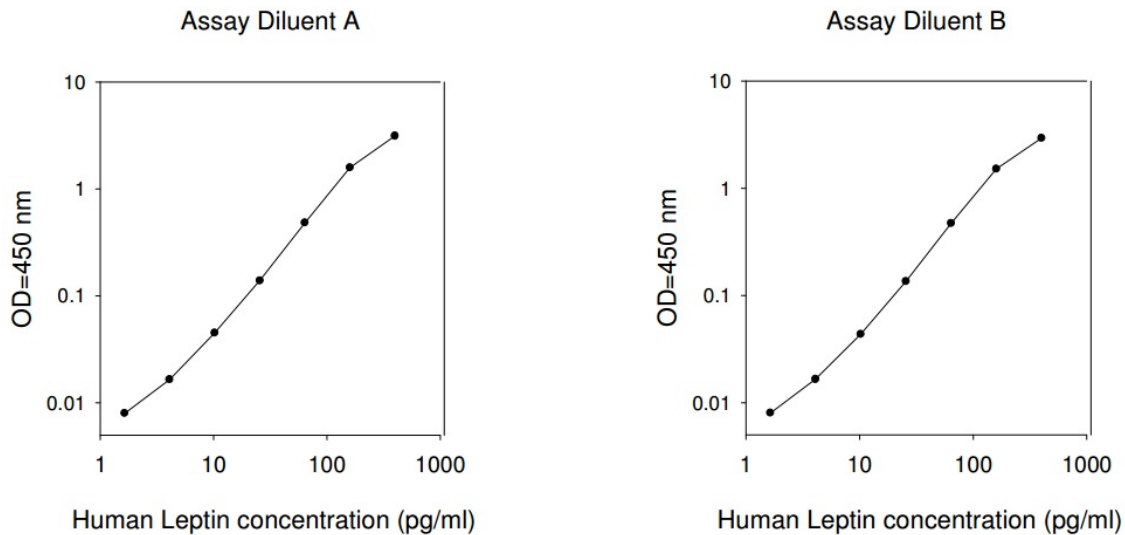 Assay Diluent A
10
1
0.1
0.01
OD=450 nm
1 10 100 1000
Human Leptin concentration (pg/ml)
Assay Diluent B
10
1
0.1
0.01
OD=450 nm
1 10 100 1000
Human Leptin concentration (pg/ml)